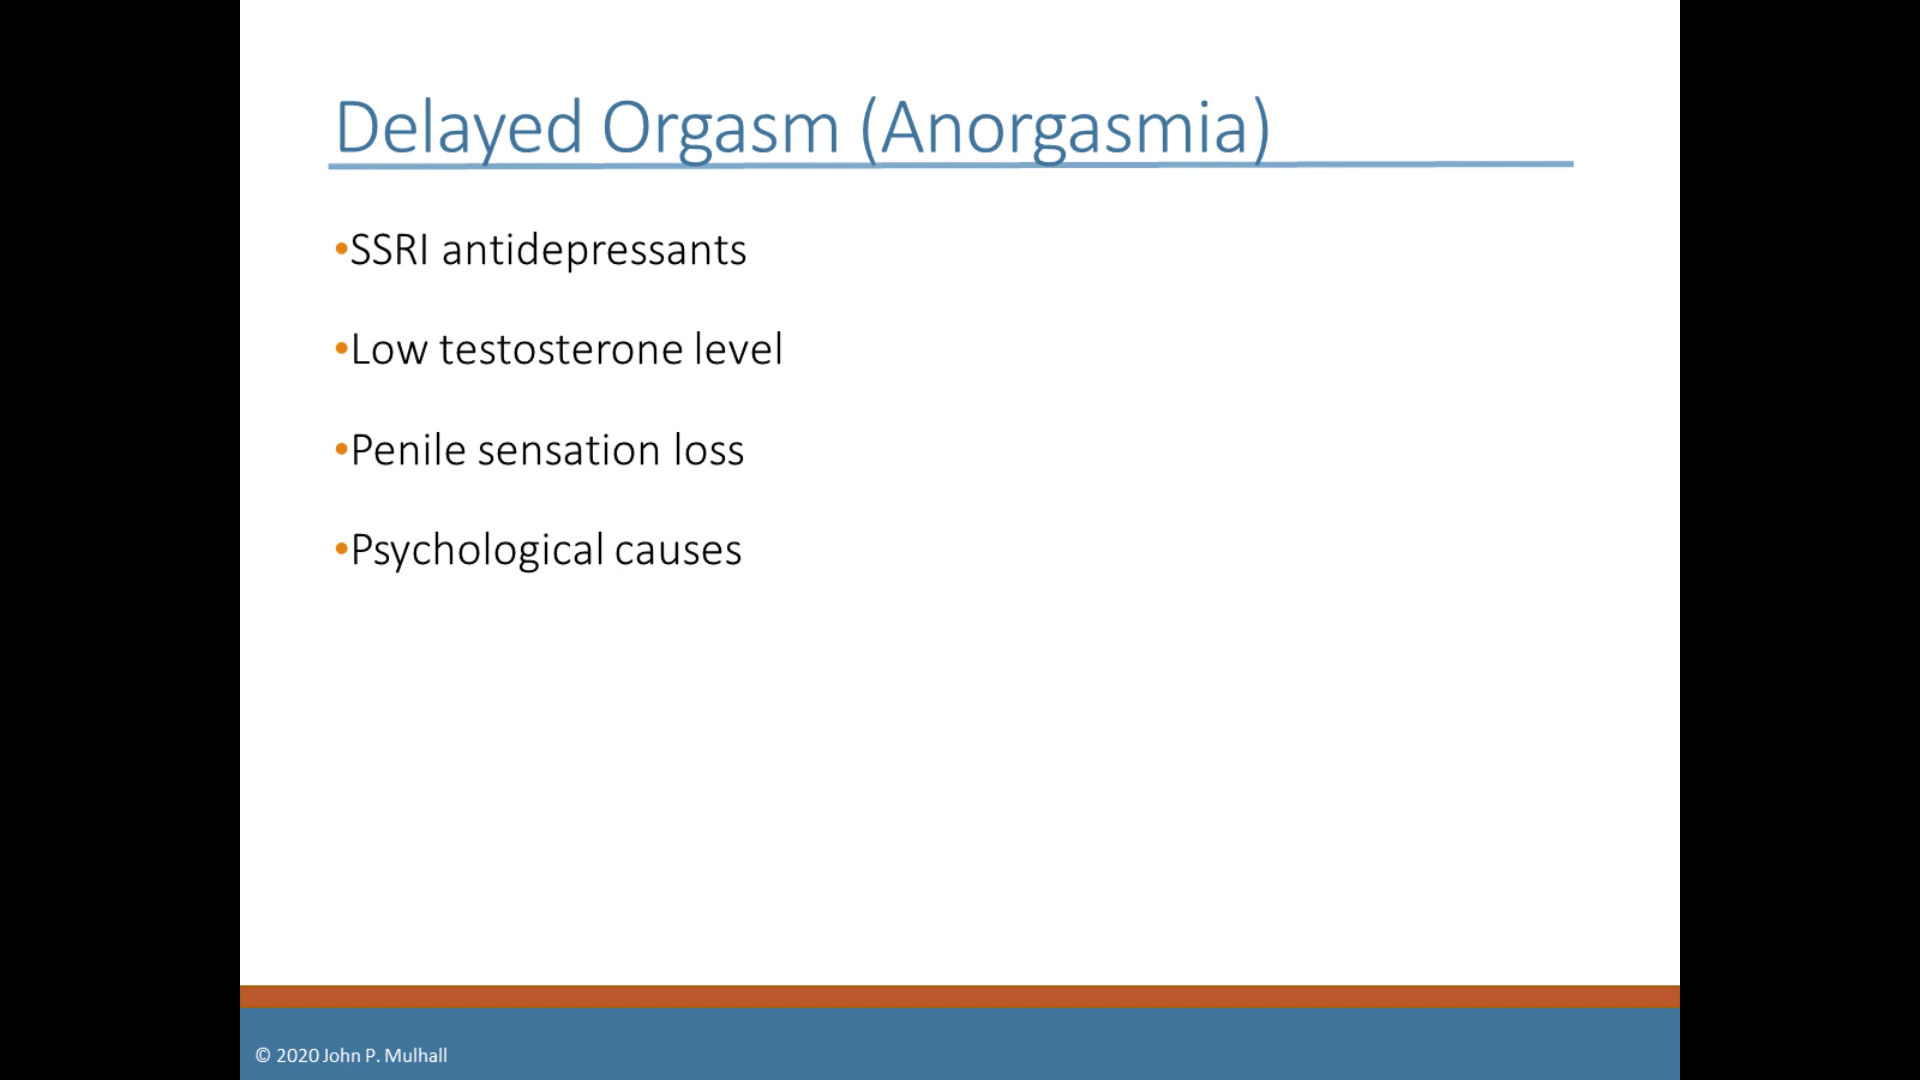 Delayed Orgasm (Anorgasmia)
•SSRI antidepressants
•Low testosterone level
•Penile sensation loss
•Psychological causes
© 2020 John P. Mulhall